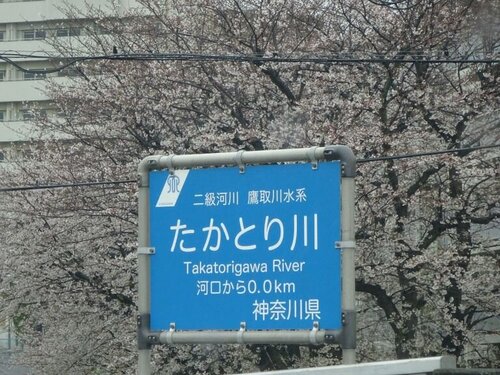 二級河川 鷹取川水系
たかとり川
Takatorigawa River
河口から0.0km
神奈川県